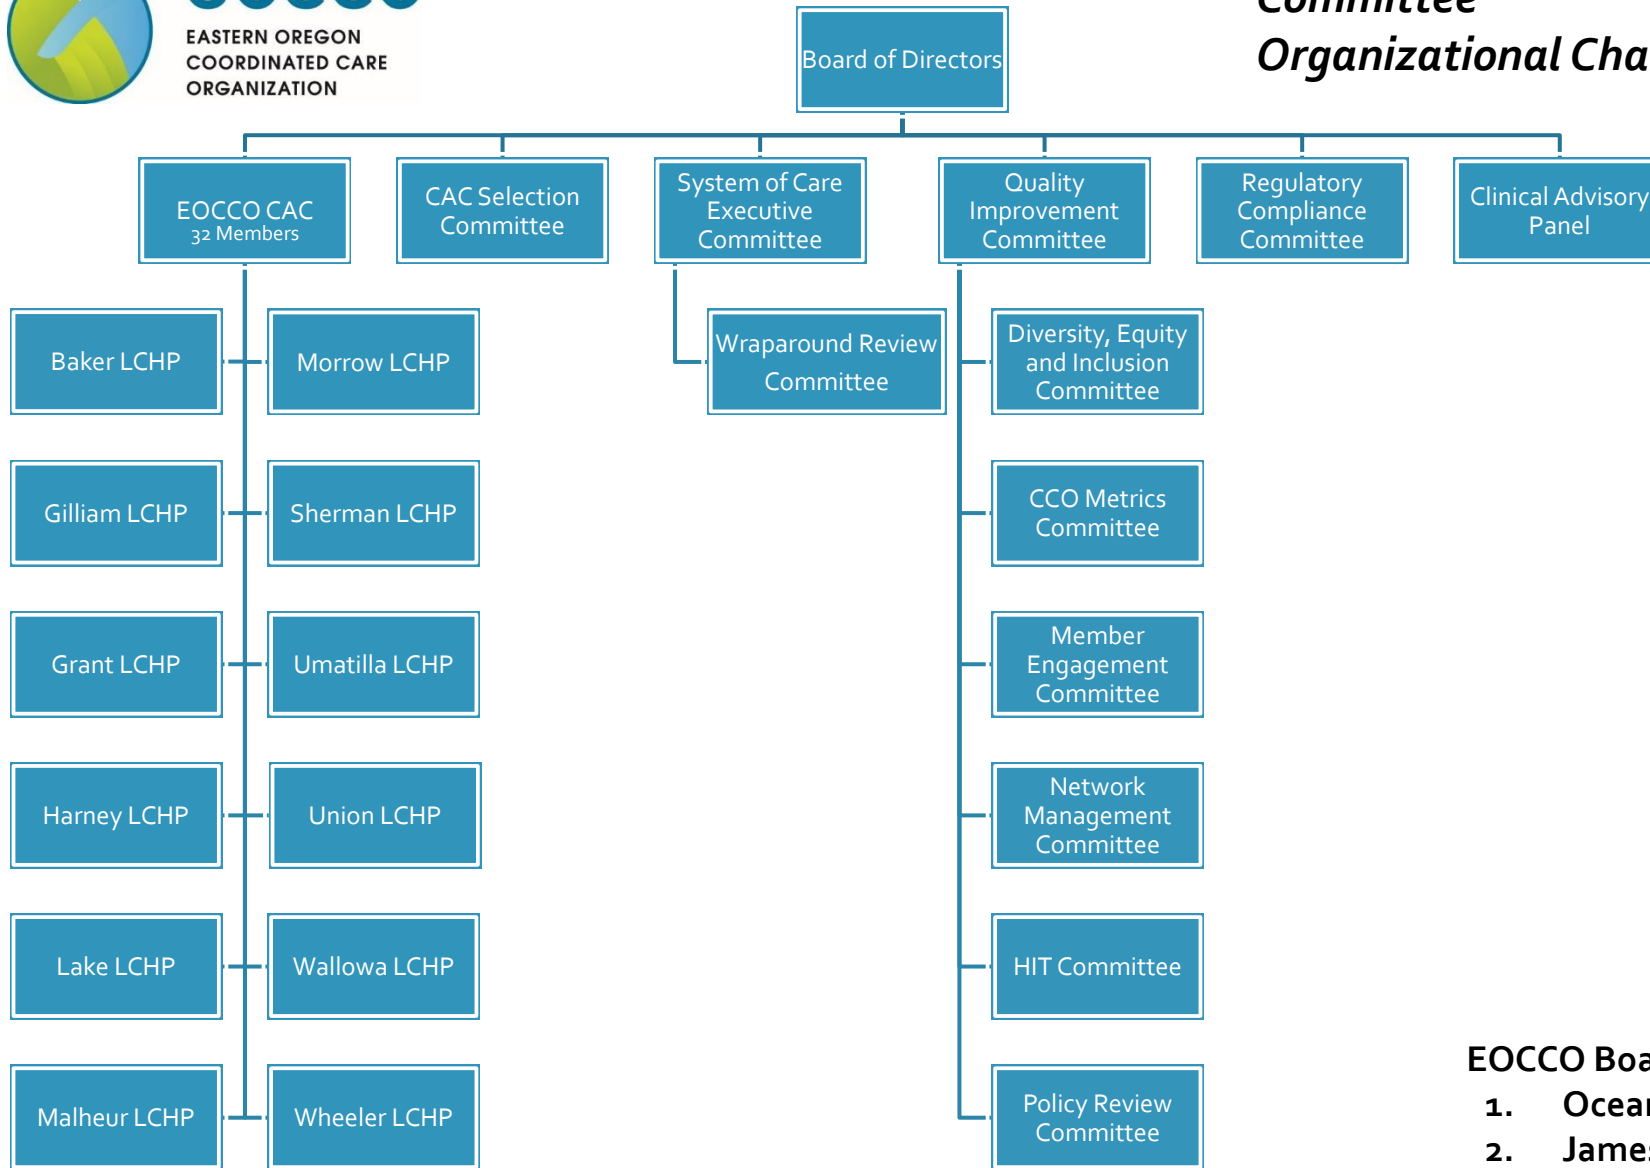 EASTERN OREGON
COORDINATED CARE
ORGANIZATION
Committee
Organizational
Board of Directors
EOCCO CAC
32 Members
CAC Selection
Committee
System of Care
Executive
Committee
Quality
Improvement
Committee
Regulatory
Compliance
Committee
Clinical Advisory
Panel
Baker LCHP
Morrow LCHP
Wraparound Review
Committee
Diversity, Equity
and Inclusion
Committee
Gilliam LCHP
Sherman LCHP
CCO Metrics
Committee
Grant LCHP
Umatilla LCHP
Member
Engagement
Committee
Harney LCHP
Union LCHP
Network
Management
Committee
Lake LCHP
Wallowa LCHP
HIT Committee
Malheur LCHP
Wheeler LCHP
Policy Review
Committee
EOCCO
1.
2.